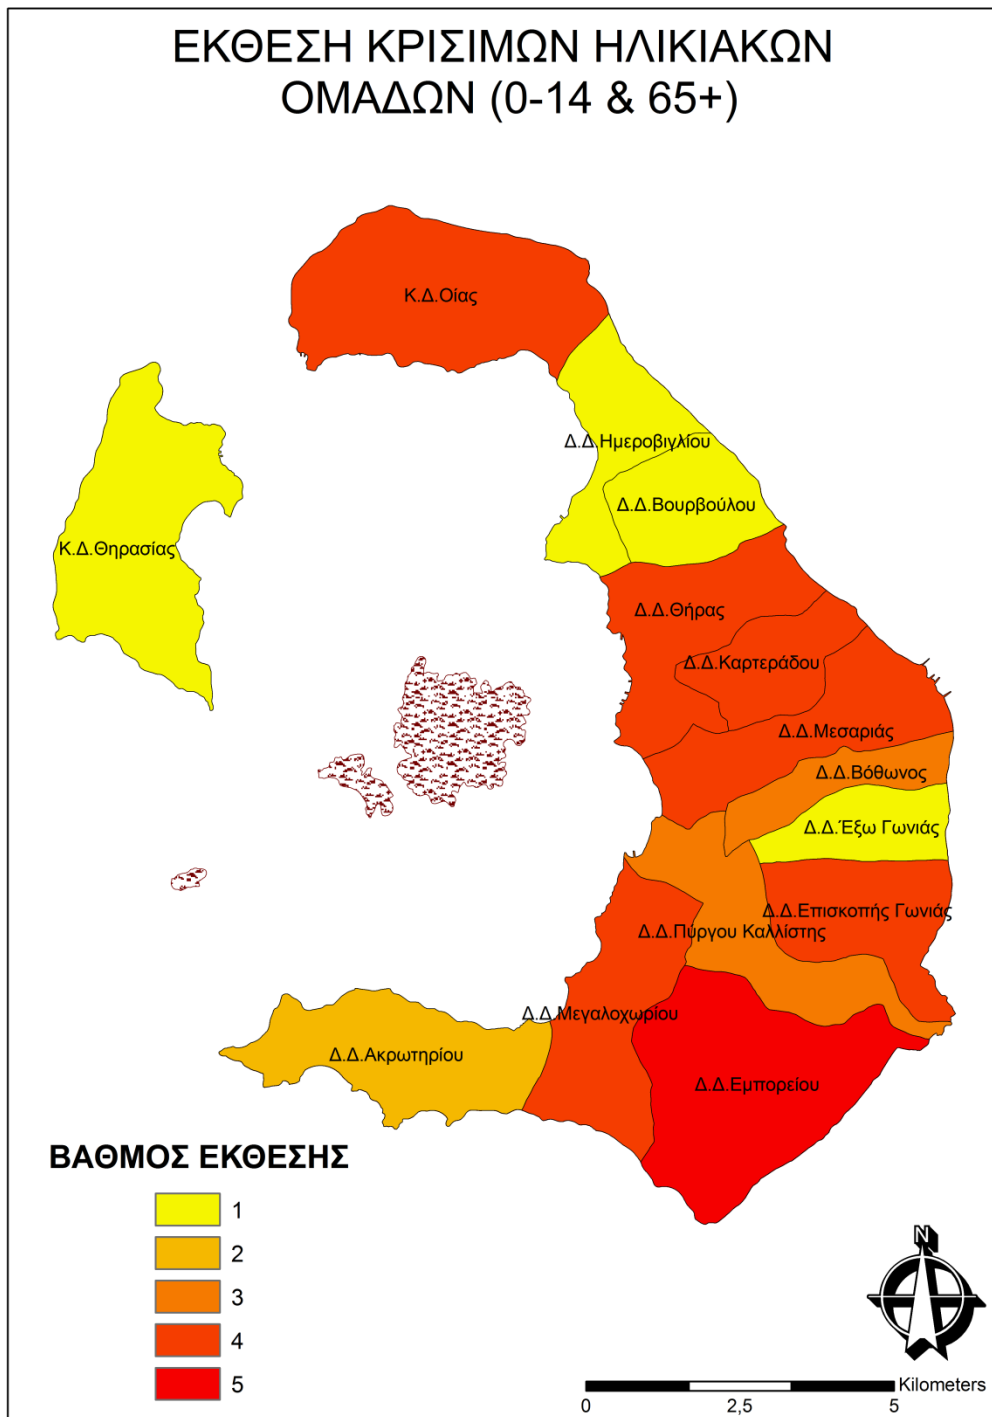 ΕΚΘΕΣΗ ΚΡΙΣΙΜΩΝ ΗΛΙΚΙΑΚΩΝ
ΟΜΑΔΩΝ (0-14 & 65+)
Κ.Δ.Οίας
Δ.Δ.Ημεροβιγλίου
Δ.Δ.Βουρβούλου
Κ.Δ.Θηρασίας
Δ.Δ.Θήρας
Δ.Δ.Καρτεράδου
Δ.Δ.Μεσαριάς
Δ.Δ.Βόθωνος
Δ.Δ.Έξω Γωνιάς
Δ.Δ.Επισκοπής Γωνιάς
Δ.Δ.Πύργου Καλλίστης
Δ.Δ.Μεγαλοχωρίου
Δ.Δ.Ακρωτηρίου
Δ.Δ.Εμπορείου
ΒΑΘΜΟΣ ΕΚΘΕΣΗΣ
1
2
3
4
5
N
Kilometers
0 2,5 5